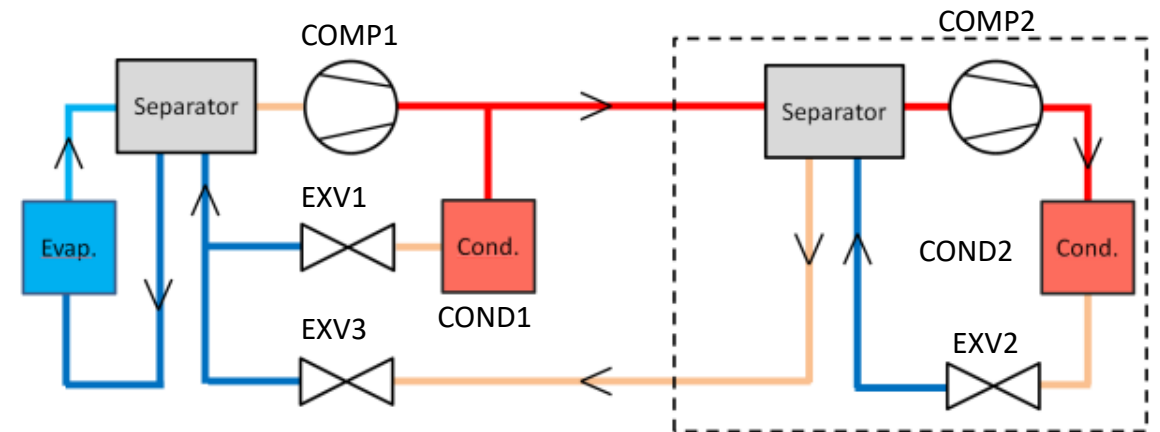 COMP1
COMP2
Separator
Separator
EXV1
Evap.
Cond.
COND2
Cond.
COND1
EXV3
EXV2